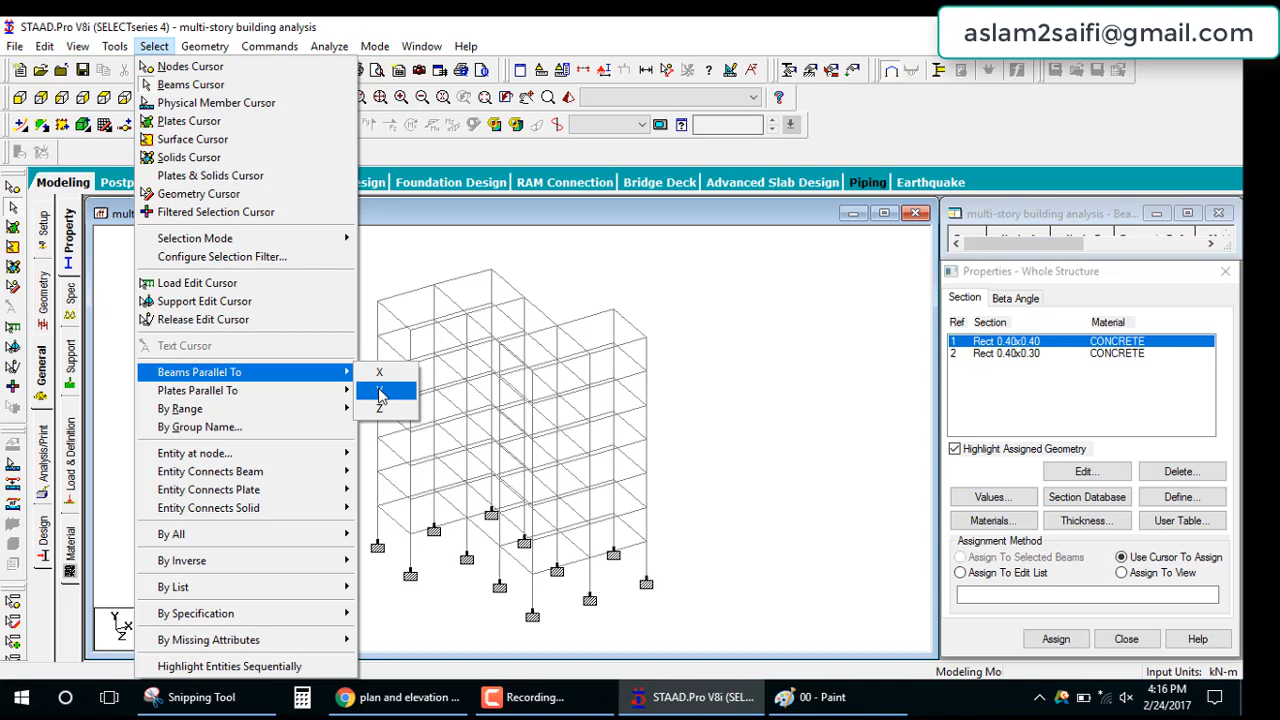 STAAD.Pro V8i (SELECTseries 4) - multi-story building analysis
aslam2saifi@gmail.com
File Edit View Tools Select Geometry Commands Analyze Mode Window Help
Nodes Cursor
Beams Cursor
Physical Member Cursor
Plates Cursor
Surface Cursor
Solids Cursor
Plates & Solids Cursor
Geometry Cursor
Filtered Selection Cursor
Selection Mode
Configure Selection Filter...
Load Edit Cursor
Support Edit Cursor
Release Edit Cursor
Text Cursor
Beams Parallel To
Plates Parallel To
By Range
By Group Name...
Entity at node...
Entity Connects Beam
Entity Connects Plate
Entity Connects Solid
By All
By Inverse
By List
By Specification
By Missing Attributes
Highlight Entities Sequentially
X
Z
Modeling Postp
sign Foundation Design RAM Connection Bridge Deck Advanced Slab Design Piping Earthquake
Setup
Geometry
General
Analysis/Print
Design
Property
Spec
Support
Load & Definition
Material
mult
multi-story building analysis - Bea...
Properties - Whole Structure
Section Beta Angle
Ref Section Material
1 Rect 0.40x0.40 CONCRETE
2 Rect 0.40x0.30 CONCRETE
Highlight Assigned Geometry
Edit... Delete...
Values... Section Database Define...
Materials... Thickness... User Table...
Assignment Method
Assign To Selected Beams Use Cursor To Assign
Assign To Edit List Assign To View
Assign Close Help
Y
X
Z
Modeling Mo Input Units: kN-m
Snipping Tool
plan and elevation ...
Recording...
STAAD.Pro V8i (SEL...
00 - Paint
4:16 PM
2/24/2017